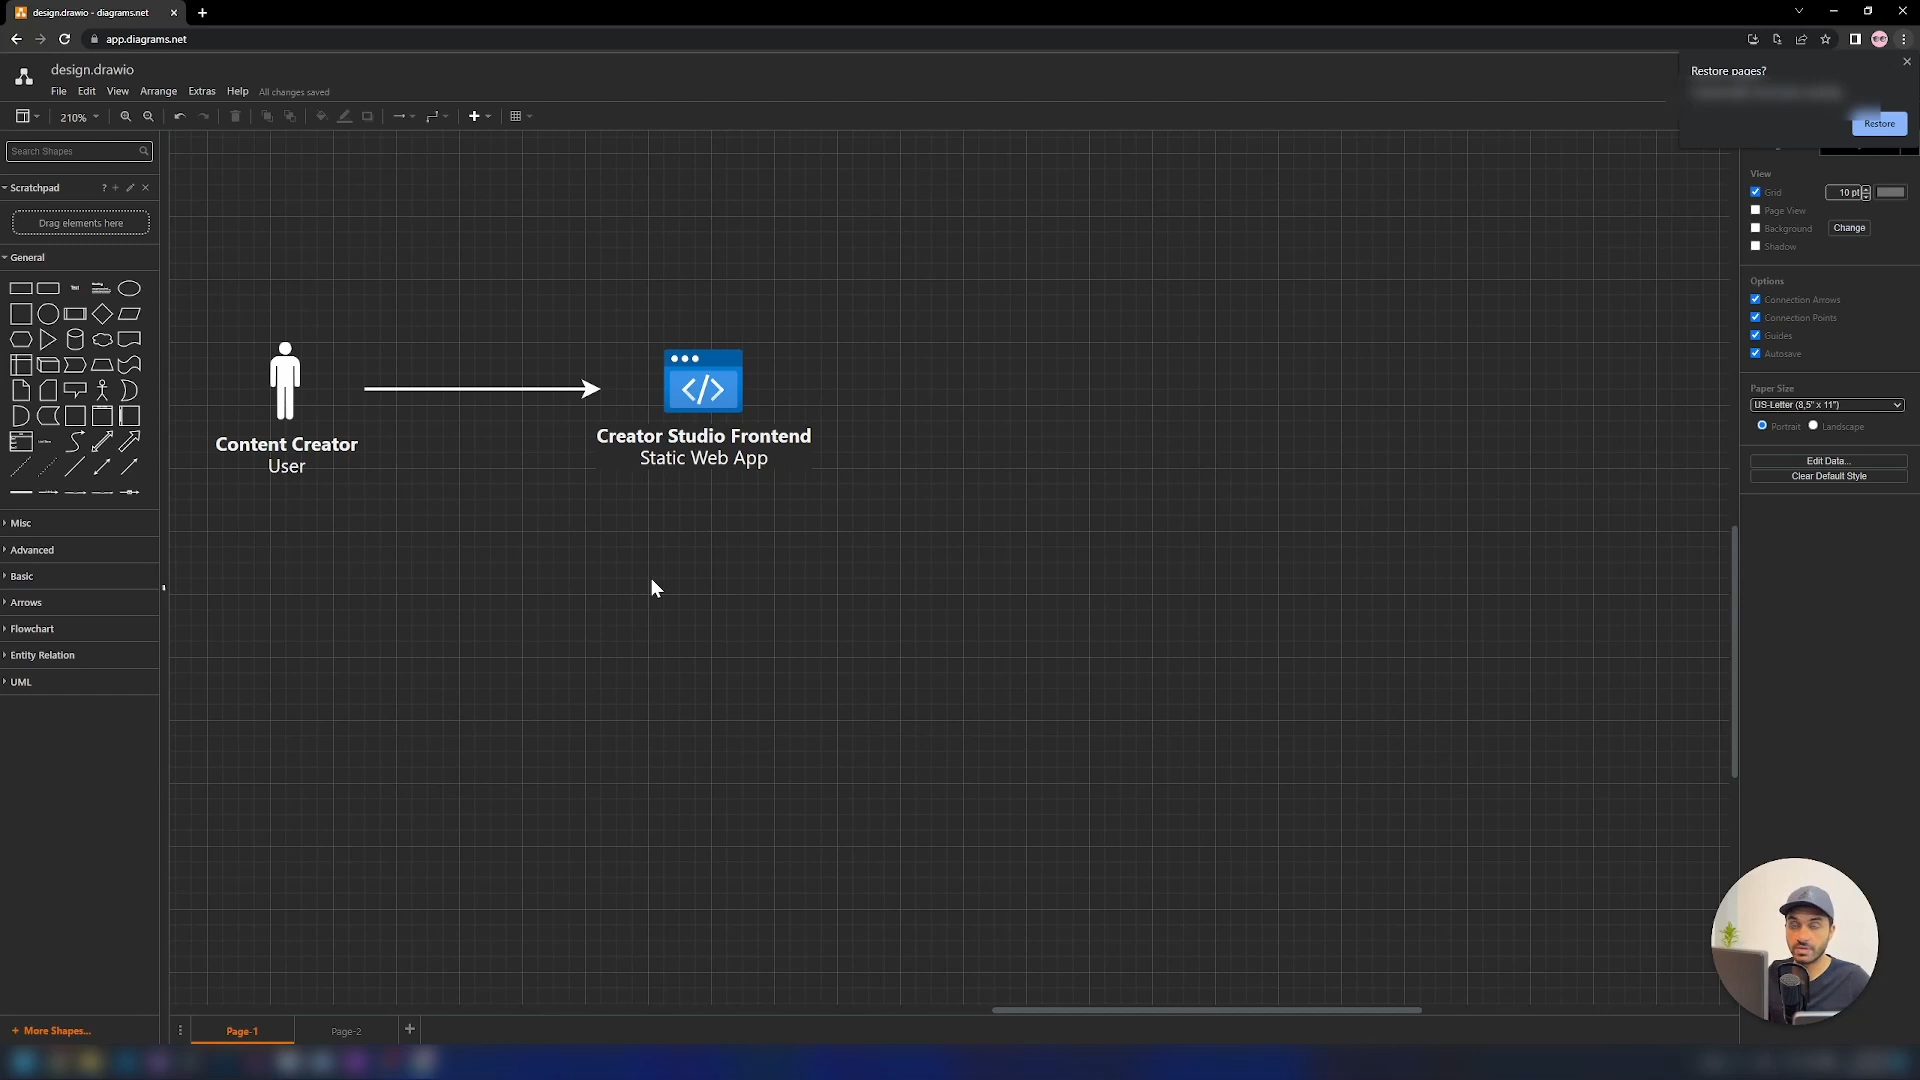 design.drawio - diagrams.net
app.diagrams.net
design.drawio
File Edit View Arrange Extras Help All changes saved
Restore pages?
Restore
210%
Search Shapes
Scratchpad
Drag elements here
General
Misc
Advanced
Basic
Arrows
Flowchart
Entity Relation
UML
+ More Shapes...
Content Creator
User
Creator Studio Frontend
Static Web App
View
Grid 10 pt
Page View
Background Change
Shadow
Options
Connection Arrows
Connection Points
Guides
Autosave
Paper Size
US-Letter (8,5" x 11")
Portrait Landscape
Edit Data...
Clear Default Style
Page-1 Page-2